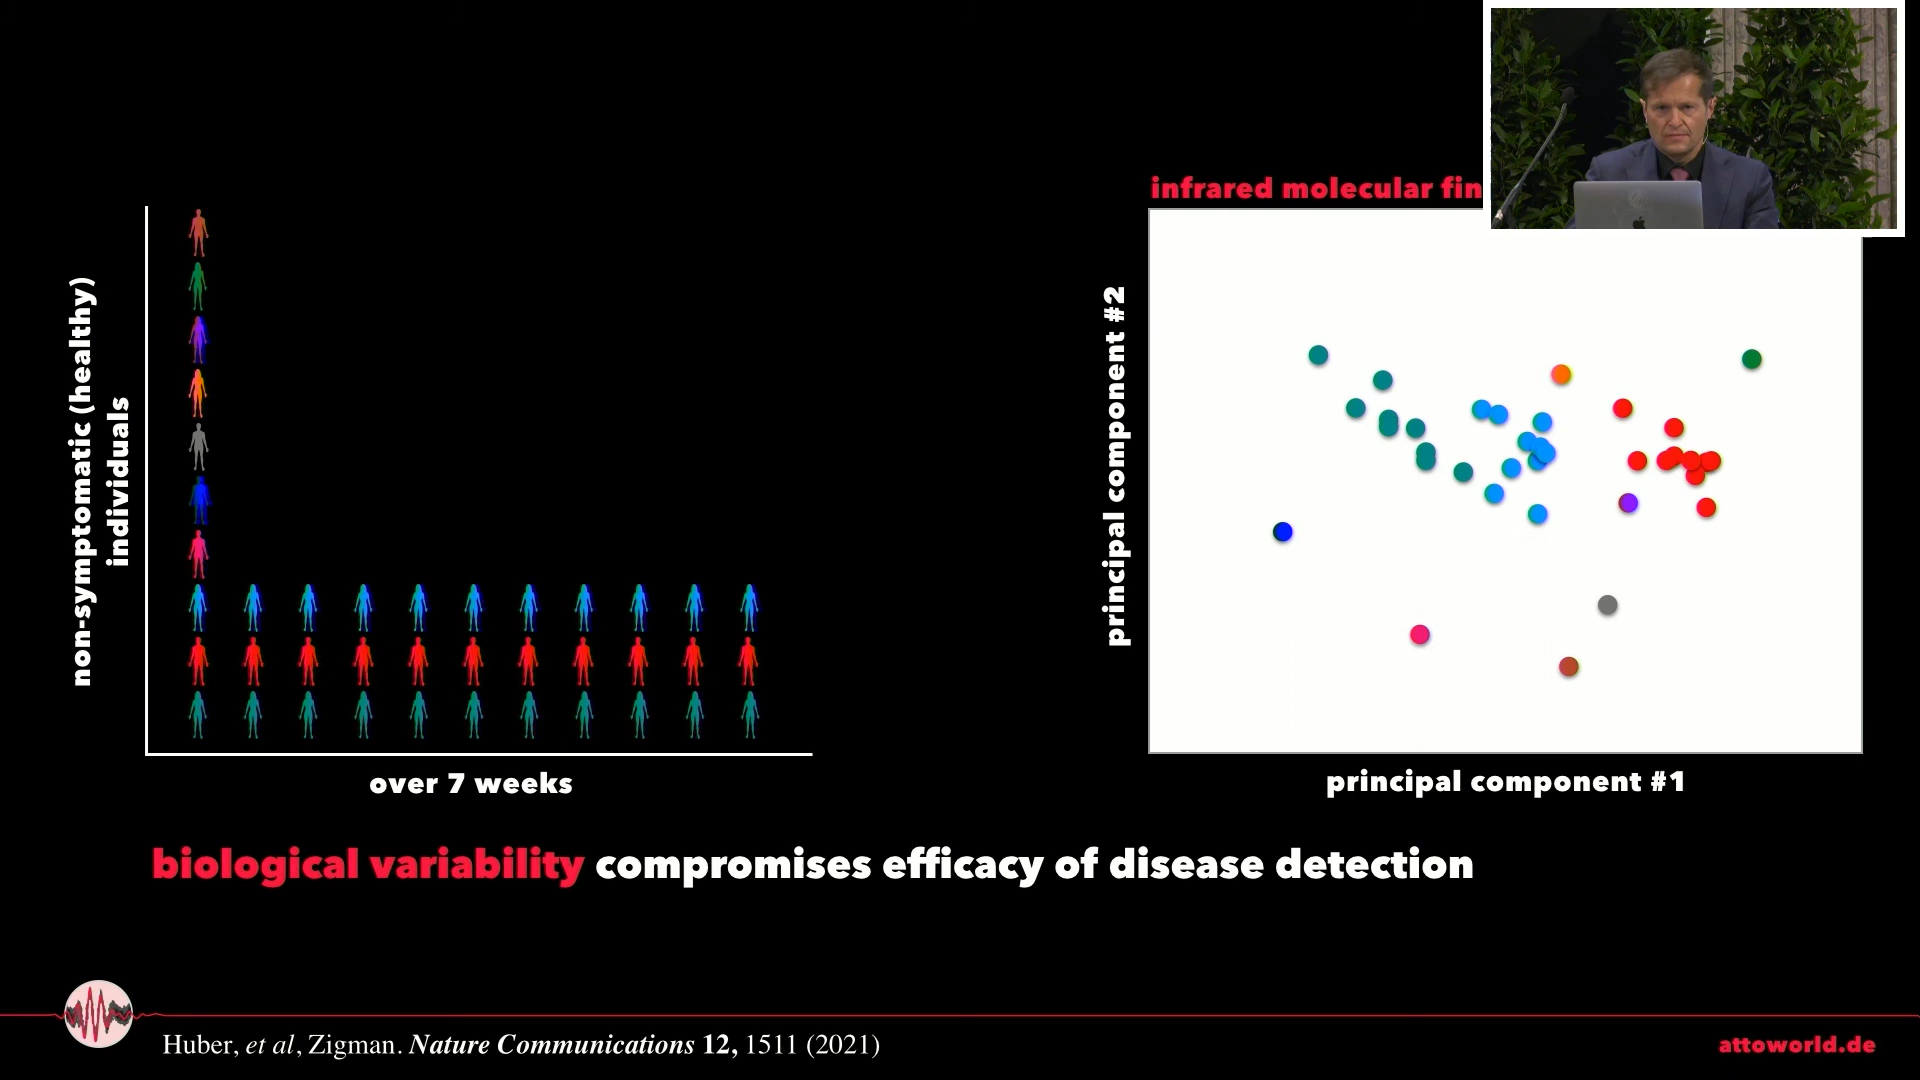 infrared molecular fin
non-symptomatic (healthy)
individuals
over 7 weeks
principal component #2
principal component #1
biological variability compromises efficacy of disease detection
Huber, et al, Zigman. Nature Communications 12, 1511 (2021)
attoworld.de